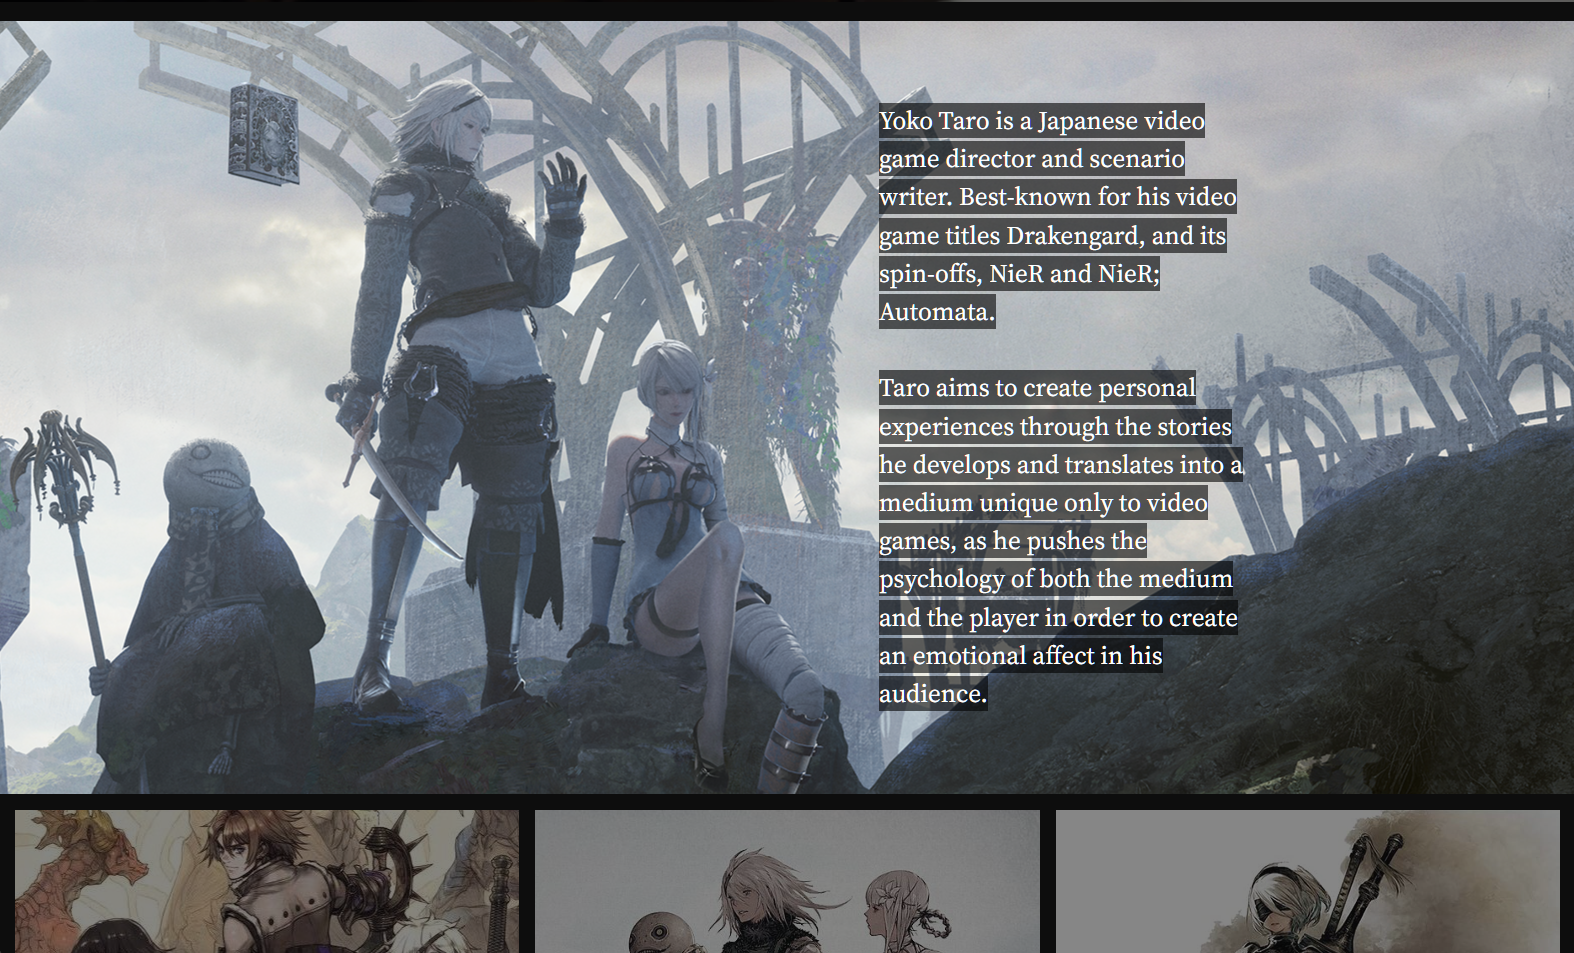 Yoko Taro is a Japanese video
game director and scenario
writer. Best-known for his video
game titles Drakengard, and its
spin-offs, NieR and NieR;
Automata.
Taro aims to create personal
experiences through the stories
he develops and translates into a
medium unique only to video
games, as he pushes the
psychology of both the medium
and the player in order to create
an emotional affect in his
audience.